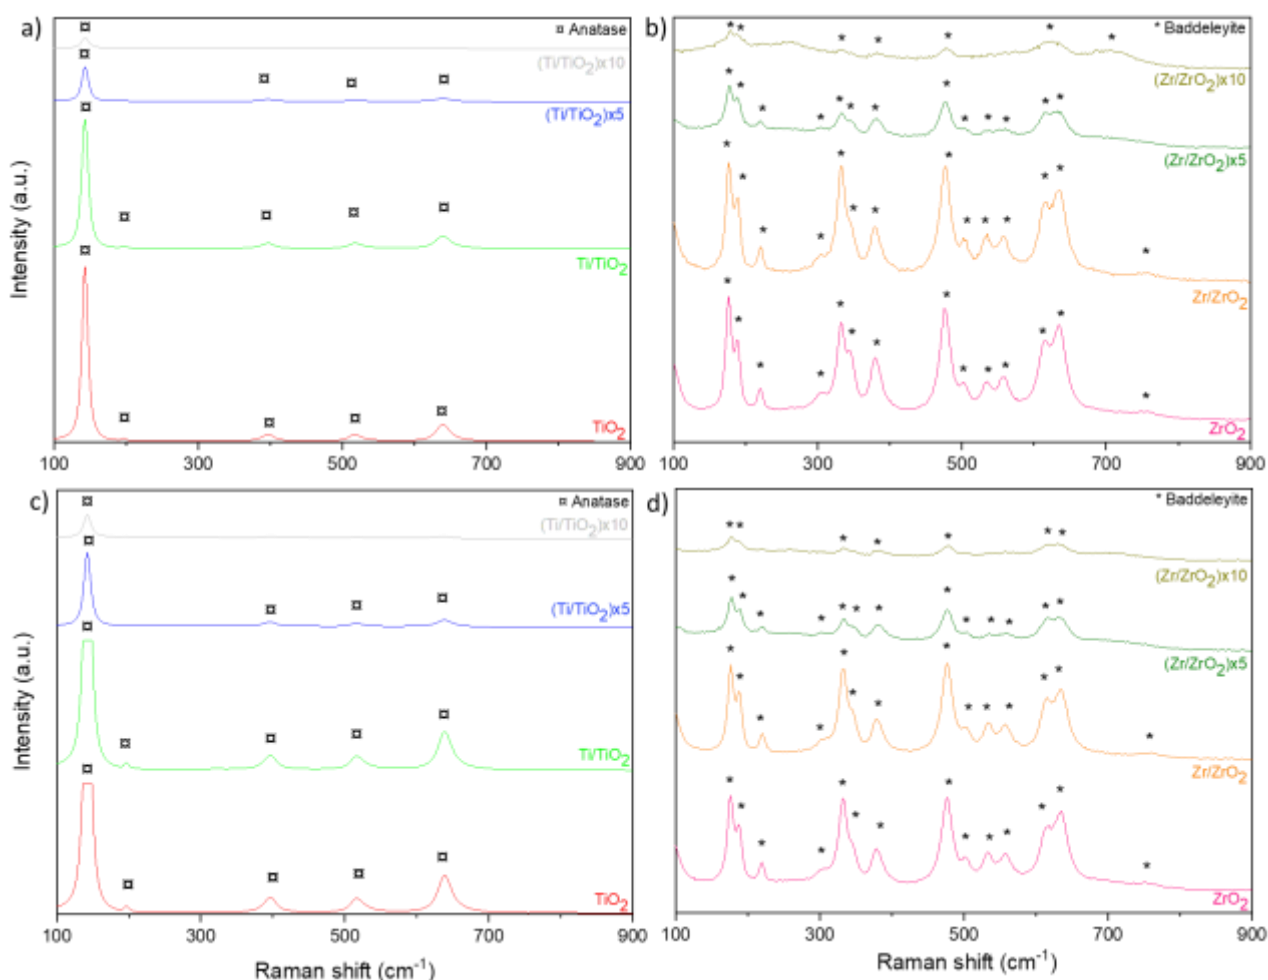 a)
¤ Anatase
(Ti/TiO2)x10
(Ti/TiO2)x5
Ti/TiO2
TiO2
Intensity (a.u.)
100 300 500 700 900
b)
* Baddeleyite
(Zr/ZrO2)x10
(Zr/ZrO2)x5
Zr/ZrO2
ZrO2
100 300 500 700 900
c)
¤ Anatase
(Ti/TiO2)x10
(Ti/TiO2)x5
Ti/TiO2
TiO2
Intensity (a.u.)
100 300 500 700 900
Raman shift (cm-1)
d)
* Baddeleyite
(Zr/ZrO2)x10
(Zr/ZrO2)x5
Zr/ZrO2
ZrO2
100 300 500 700 900
Raman shift (cm-1)